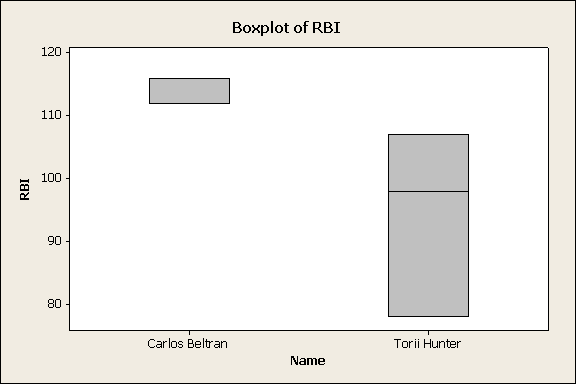 Boxplot of RBI
120
110
100
90
80
RBI
Carlos Beltran
Torii Hunter
Name